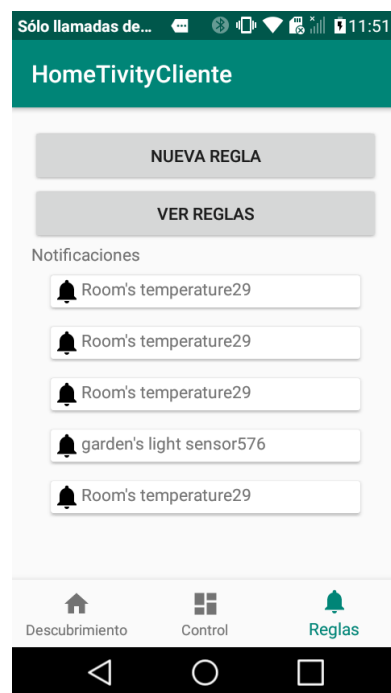 Sólo llamadas de... 11:51
HomeTivityCliente
NUEVA REGLA
VER REGLAS
Notificaciones
Room's temperature29
Room's temperature29
Room's temperature29
garden's light sensor576
Room's temperature29
Descubrimiento Control Reglas